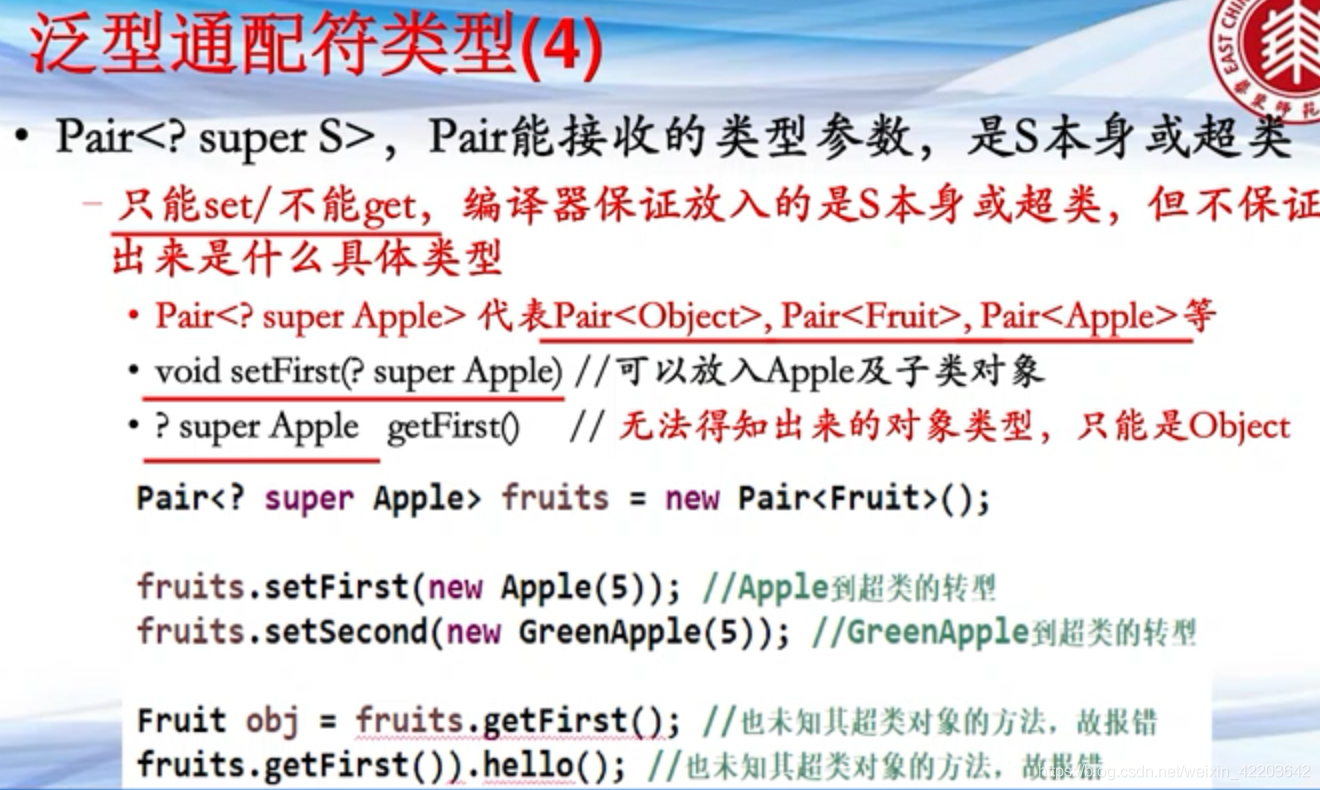 泛型通配符类型(4)
EAST CHIN
华东师范
• Pair<? super S>，Pair能接收的类型参数，是S本身或超类
– 只能set/不能get，编译器保证放入的是S本身或超类，但不保证
出来是什么具体类型
• Pair<? super Apple> 代表Pair<Object>, Pair<Fruit>, Pair<Apple>等
• void setFirst(? super Apple) //可以放入Apple及子类对象
• ? super Apple getFirst() // 无法得知出来的对象类型，只能是Object
Pair<? super Apple> fruits = new Pair<Fruit>();
fruits.setFirst(new Apple(5)); //Apple到超类的转型
fruits.setSecond(new GreenApple(5)); //GreenApple到超类的转型
Fruit obj = fruits.getFirst(); //也未知其超类对象的方法，故报错
fruits.getFirst()).hello(); //也未知其超类对象的方法，故报错
https://blog.csdn.net/weixin_42203642